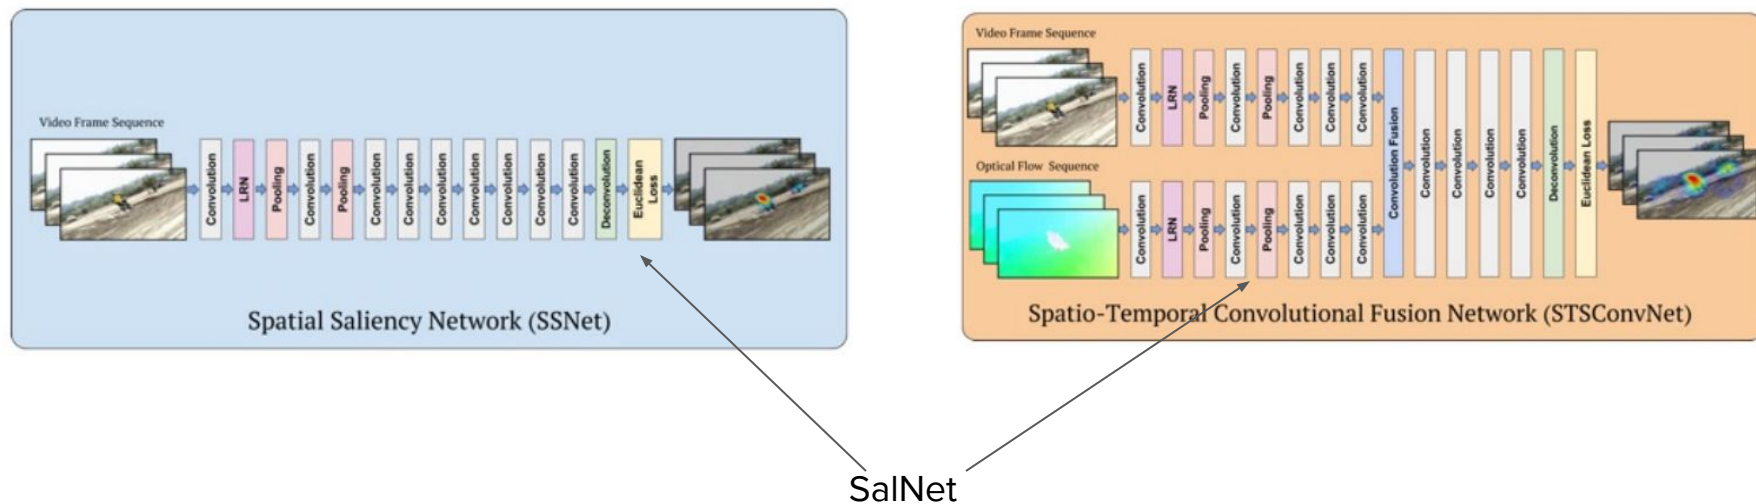 Video Frame Sequence
Convolution
LRN
Pooling
Convolution
Pooling
Convolution
Convolution
Convolution
Convolution
Convolution
Convolution
Convolution
Deconvolution
Euclidean
Loss
Spatial Saliency Network (SSNet)
Video Frame Sequence
Convolution
LRN
Pooling
Convolution
Pooling
Convolution
Convolution
Convolution
Optical Flow Sequence
Convolution
LRN
Pooling
Convolution
Pooling
Convolution
Convolution
Convolution
Convolution Fusion
Convolution
Convolution
Convolution
Convolution
Deconvolution
Euclidean Loss
Spatio-Temporal Convolutional Fusion Network (STSConvNet)
SalNet